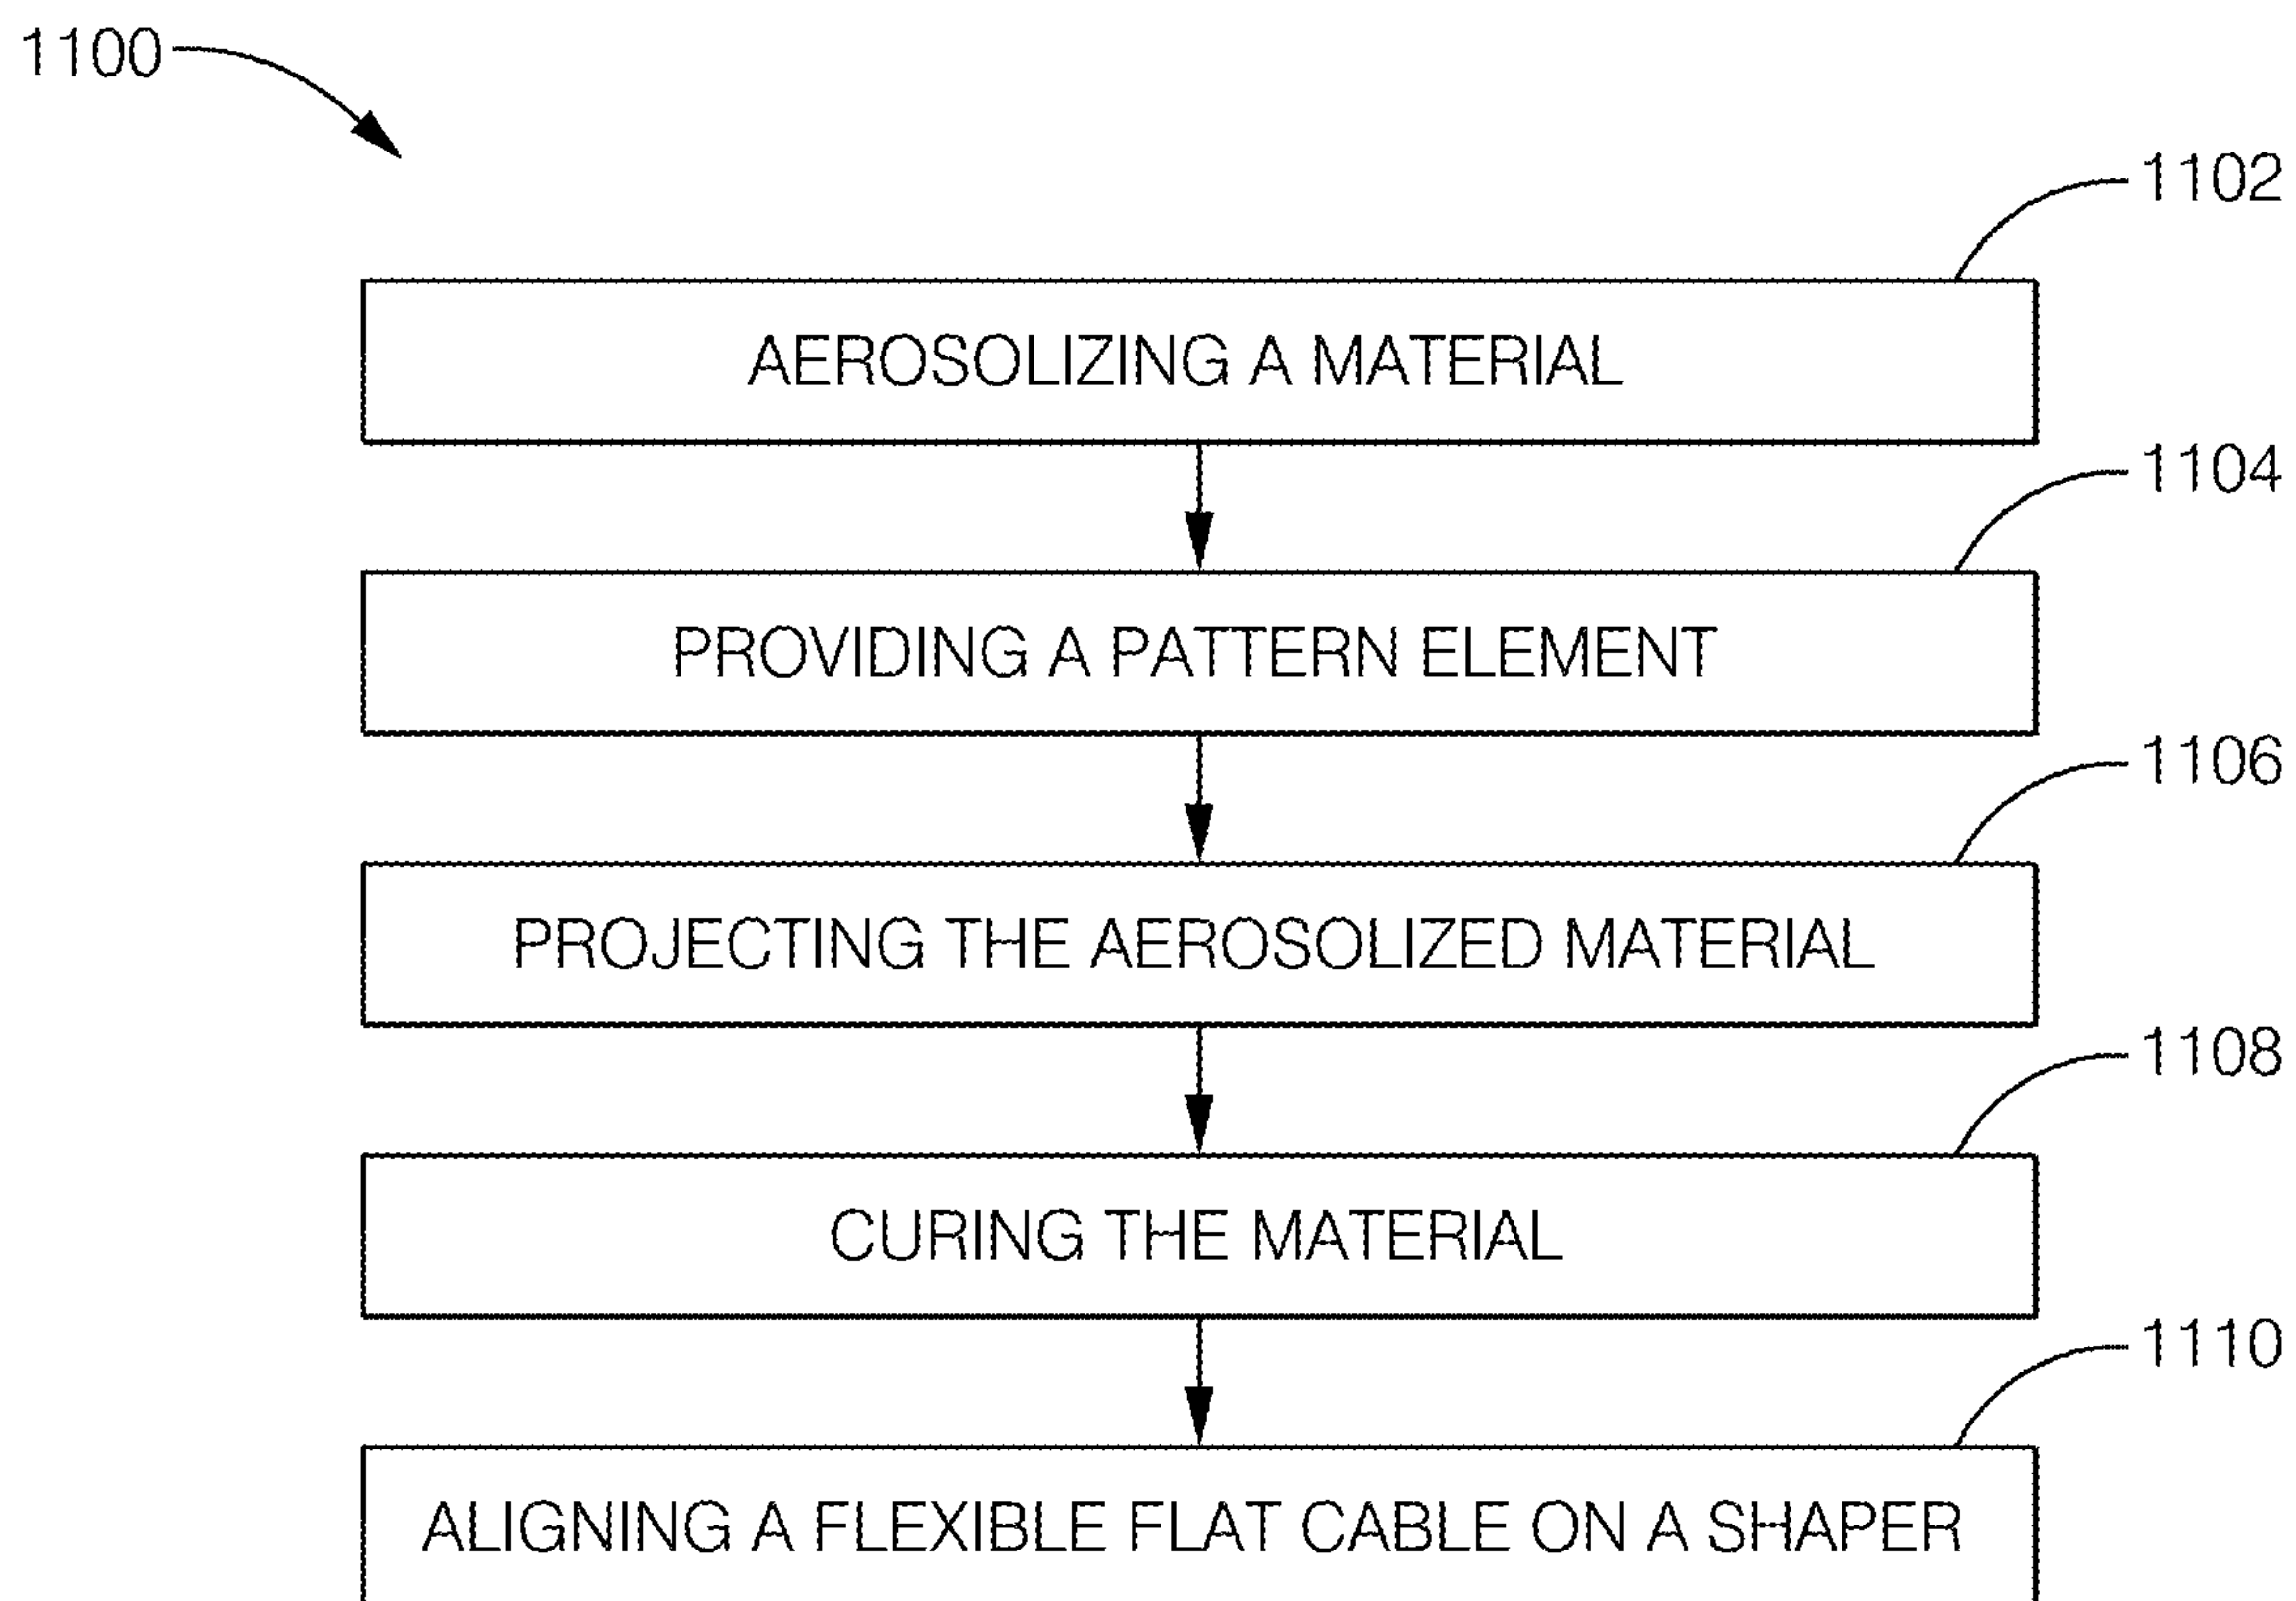 1100
1102
AEROSOLIZING A MATERIAL
1104
PROVIDING A PATTERN ELEMENT
1106
PROJECTING THE AEROSOLIZED MATERIAL
1108
CURING THE MATERIAL
1110
ALIGNING A FLEXIBLE FLAT CABLE ON A SHAPER